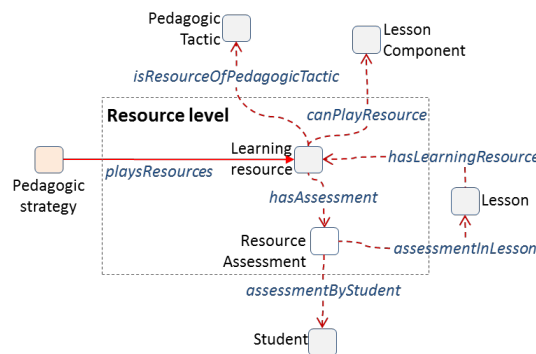 Pedagogic
Tactic
Lesson
Component
isResourceOfPedagogicTactic
canPlayResource
Resource level
Learning
resource
hasLearningResource
playsResources
Pedagogic
strategy
hasAssessment
Lesson
Resource
Assessment
assessmentInLesson
assessmentByStudent
Student